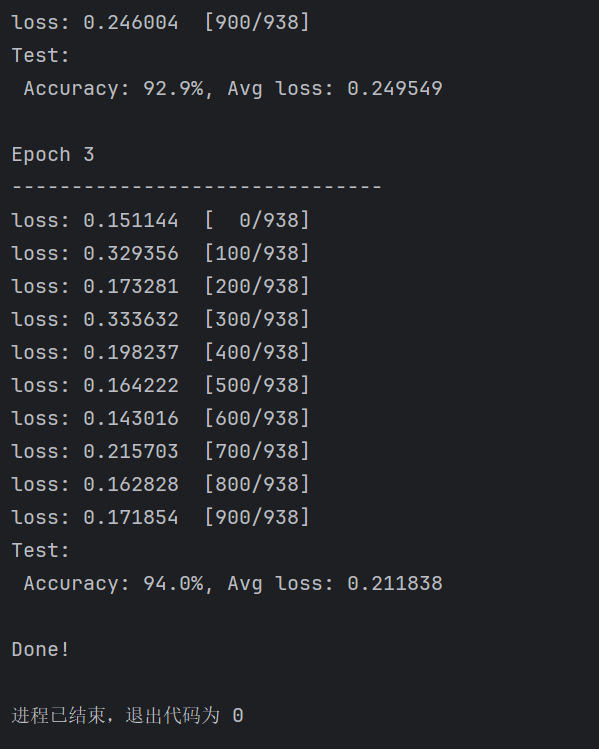 loss: 0.246004  [900/938]
Test:
 Accuracy: 92.9%, Avg loss: 0.249549

Epoch 3
-------------------------------
loss: 0.151144  [  0/938]
loss: 0.329356  [100/938]
loss: 0.173281  [200/938]
loss: 0.333632  [300/938]
loss: 0.198237  [400/938]
loss: 0.164222  [500/938]
loss: 0.143016  [600/938]
loss: 0.215703  [700/938]
loss: 0.162828  [800/938]
loss: 0.171854  [900/938]
Test:
 Accuracy: 94.0%, Avg loss: 0.211838

Done!

进程已结束，退出代码为 0